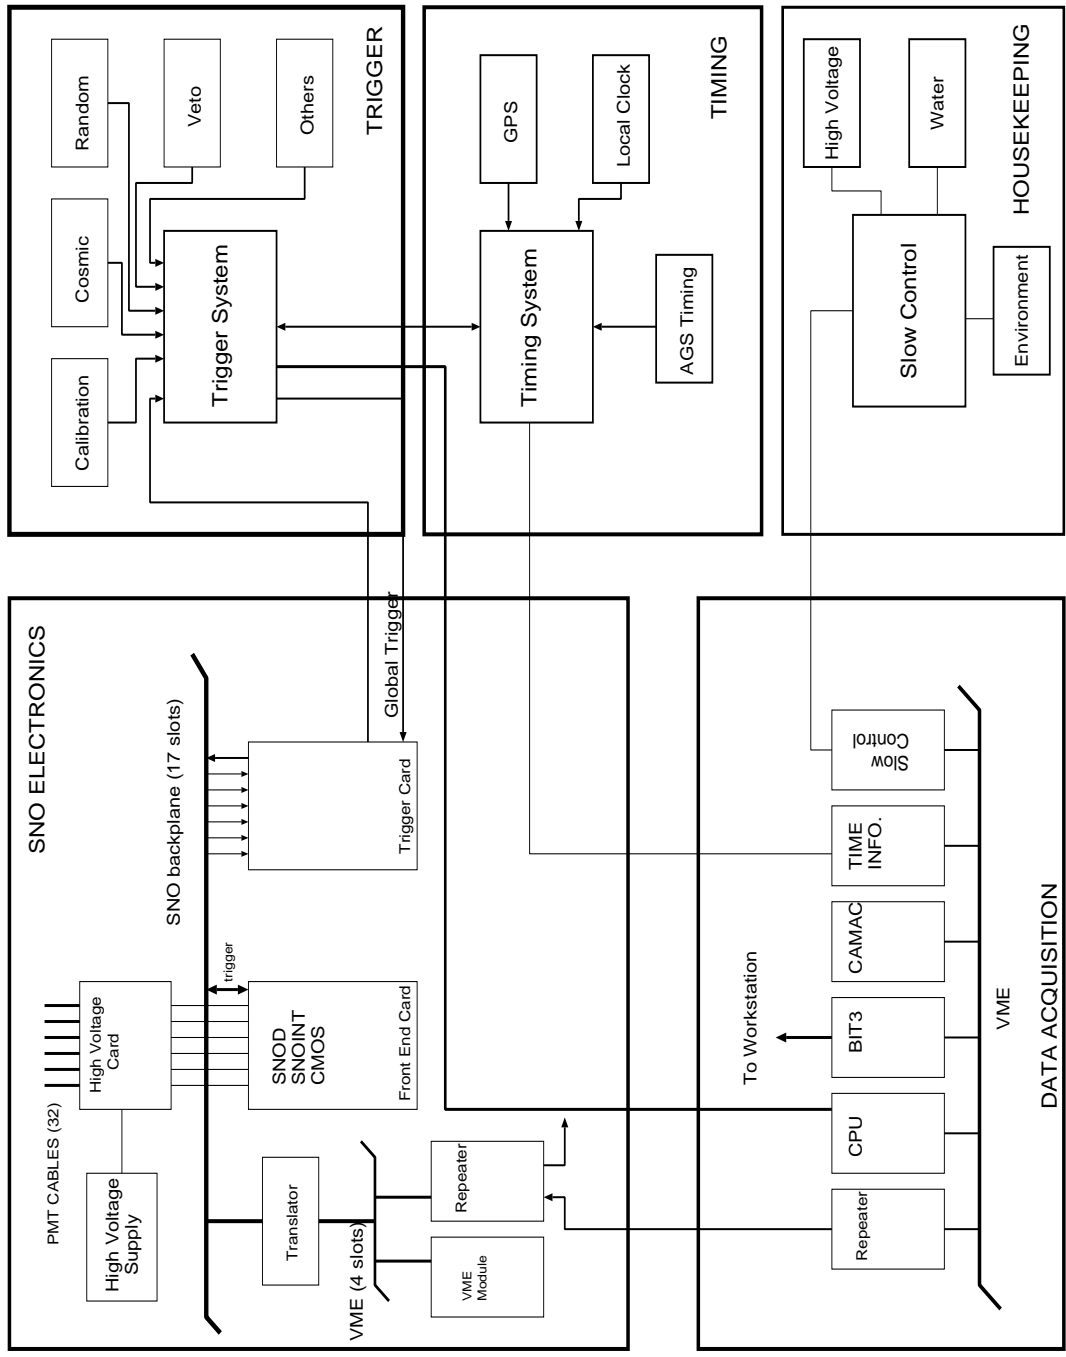 SNO ELECTRONICS
PMT CABLES (32)
High Voltage
Supply
High Voltage
Card
SNO backplane (17 slots)
trigger
SNOD
SNOINT
CMOS
Front End Card
Trigger Card
Translator
VME (4 slots)
VME
Module
Repeater
Global Trigger
TRIGGER
Calibration
Cosmic
Random
Veto
Others
Trigger System
TIMING
GPS
Local Clock
Timing System
AGS Timing
HOUSEKEEPING
High Voltage
Water
Slow Control
Environment
To Workstation
Repeater
CPU
BIT3
CAMAC
TIME
INFO.
Slow
Control
VME
DATA ACQUISITION